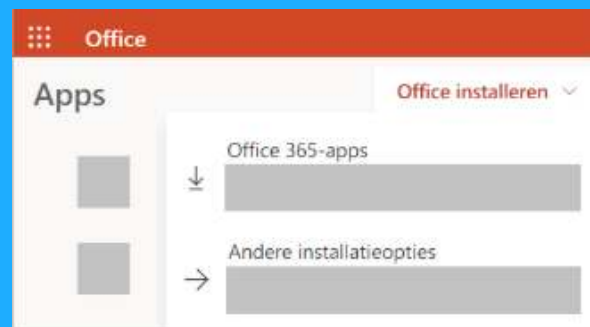 Office
Apps
Office installeren
Office 365-apps
Andere installatieopties